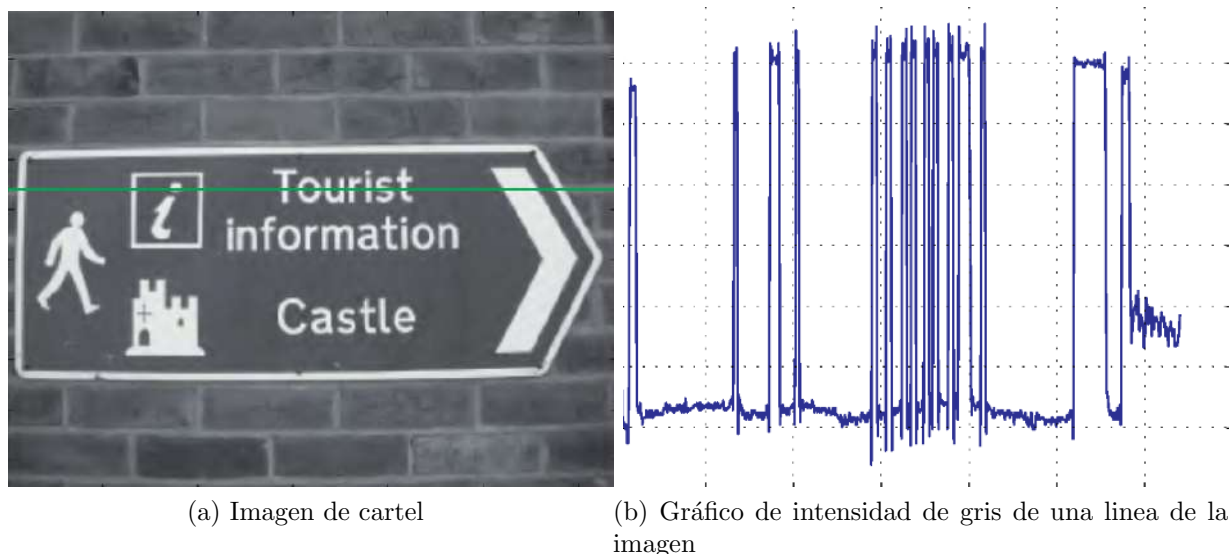 Tourist
i information
Castle
(a) Imagen de cartel
(b) Gráfico de intensidad de gris de una linea de la
imagen